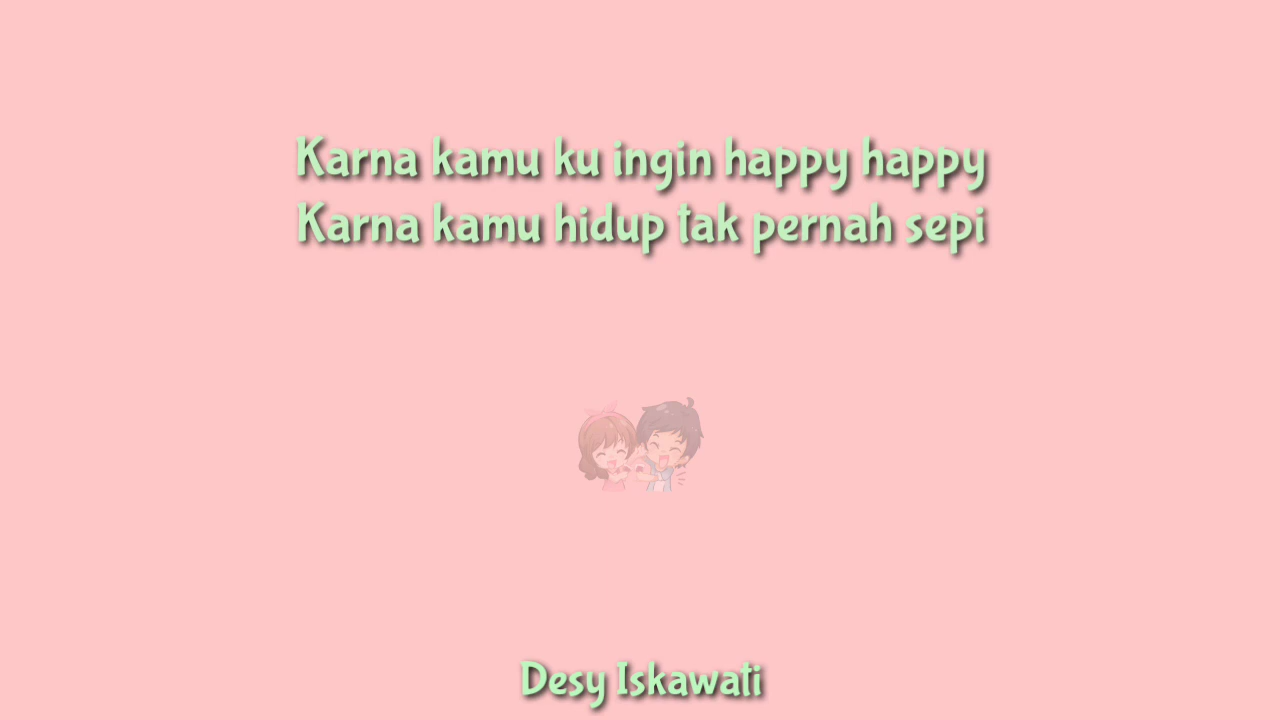 Karna kamu ku ingin happy happy
Karna kamu hidup tak pernah sepi
Desy Iskawati